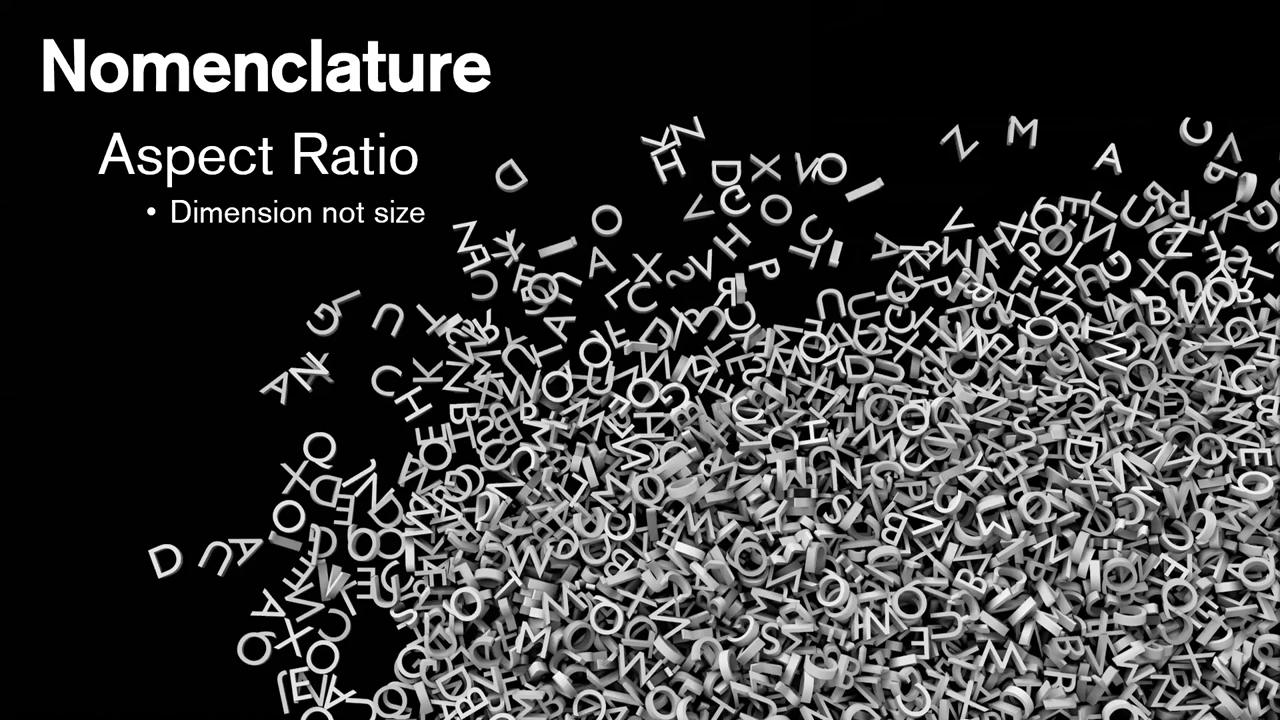 Nomenclature
Aspect Ratio
• Dimension not size